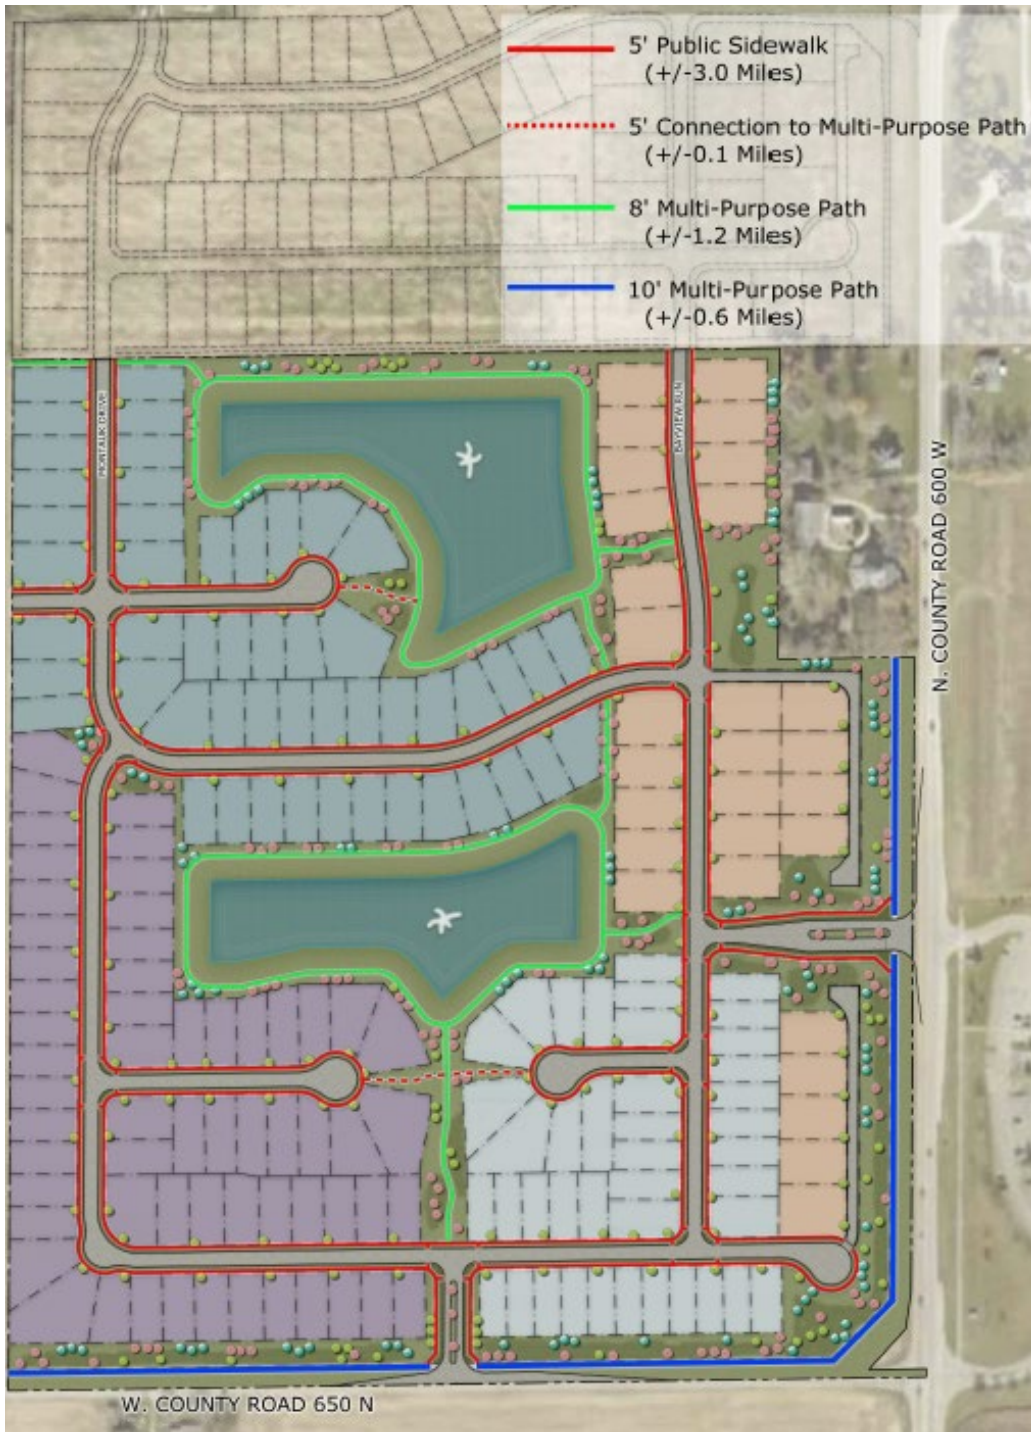 5' Public Sidewalk
(+/-3.0 Miles)
5' Connection to Multi-Purpose Path
(+/-0.1 Miles)
8' Multi-Purpose Path
(+/-1.2 Miles)
10' Multi-Purpose Path
(+/-0.6 Miles)
MONTAUK DRIVE
BAYVIEW RUN
N. COUNTY ROAD 600 W
W. COUNTY ROAD 650 N